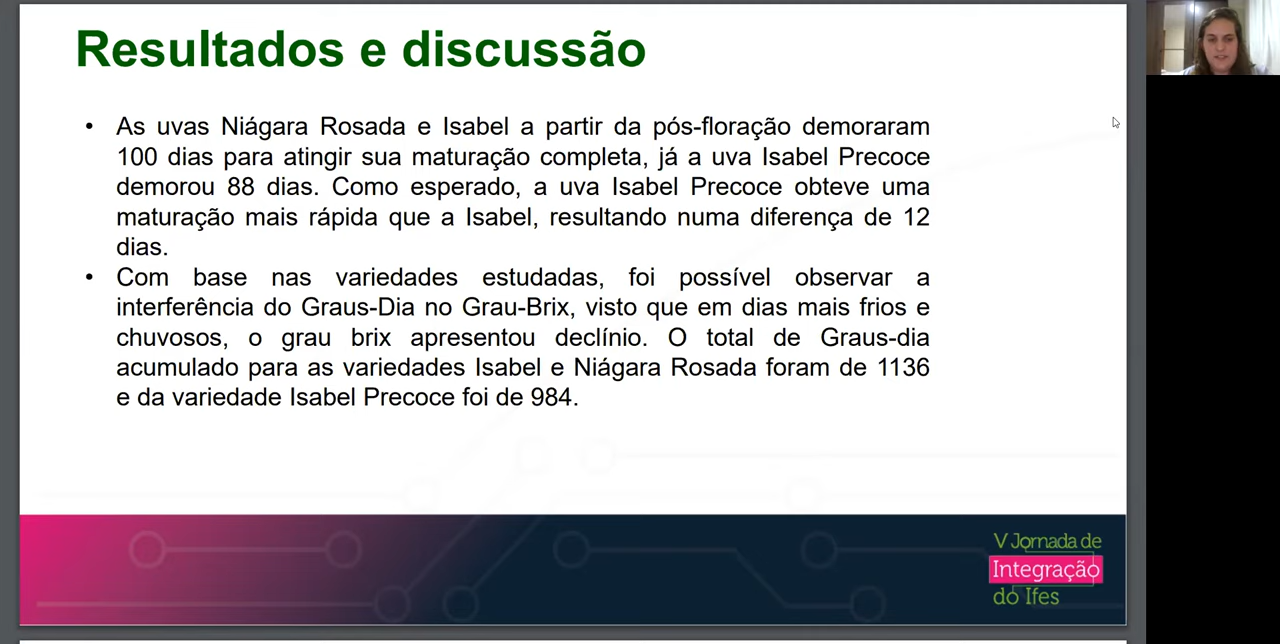 Resultados e discussão
• As uvas Niágara Rosada e Isabel a partir da pós-floração demoraram
100 dias para atingir sua maturação completa, já a uva Isabel Precoce
demorou 88 dias. Como esperado, a uva Isabel Precoce obteve uma
maturação mais rápida que a Isabel, resultando numa diferença de 12
dias.
• Com base nas variedades estudadas, foi possível observar a
interferência do Graus-Dia no Grau-Brix, visto que em dias mais frios e
chuvosos, o grau brix apresentou declínio. O total de Graus-dia
acumulado para as variedades Isabel e Niágara Rosada foram de 1136
e da variedade Isabel Precoce foi de 984.
V Jornada de
Integração
do Ifes